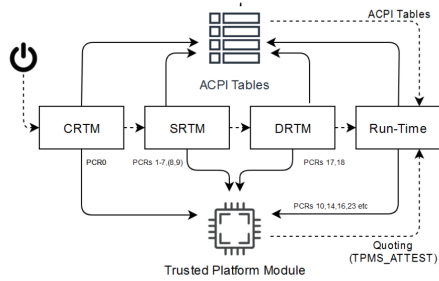 ACPI Tables
ACPI Tables
CRTM
SRTM
DRTM
Run-Time
PCR0
PCRs 1-7,(8,9)
PCRs 17,18
PCRs 10,14,16,23 etc
Quoting
(TPMS_ATTEST)
Trusted Platform Module